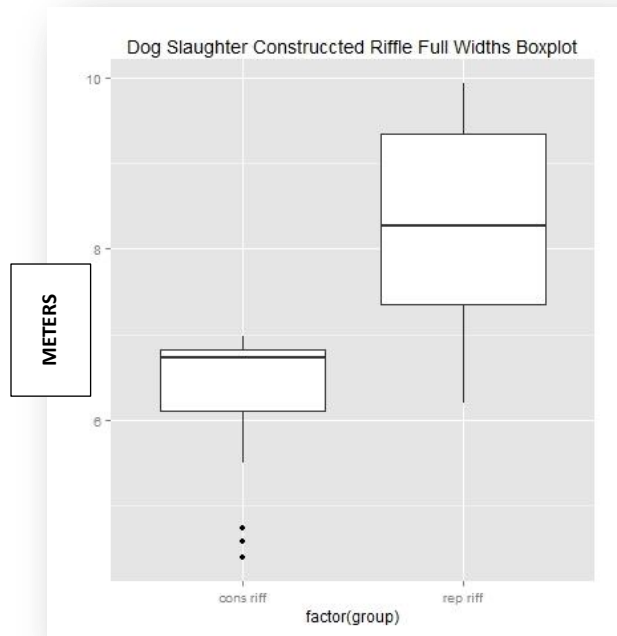 Dog Slaughter Construccted Riffle Full Widths Boxplot
10
8
6
METERS
cons riff
rep riff
factor(group)